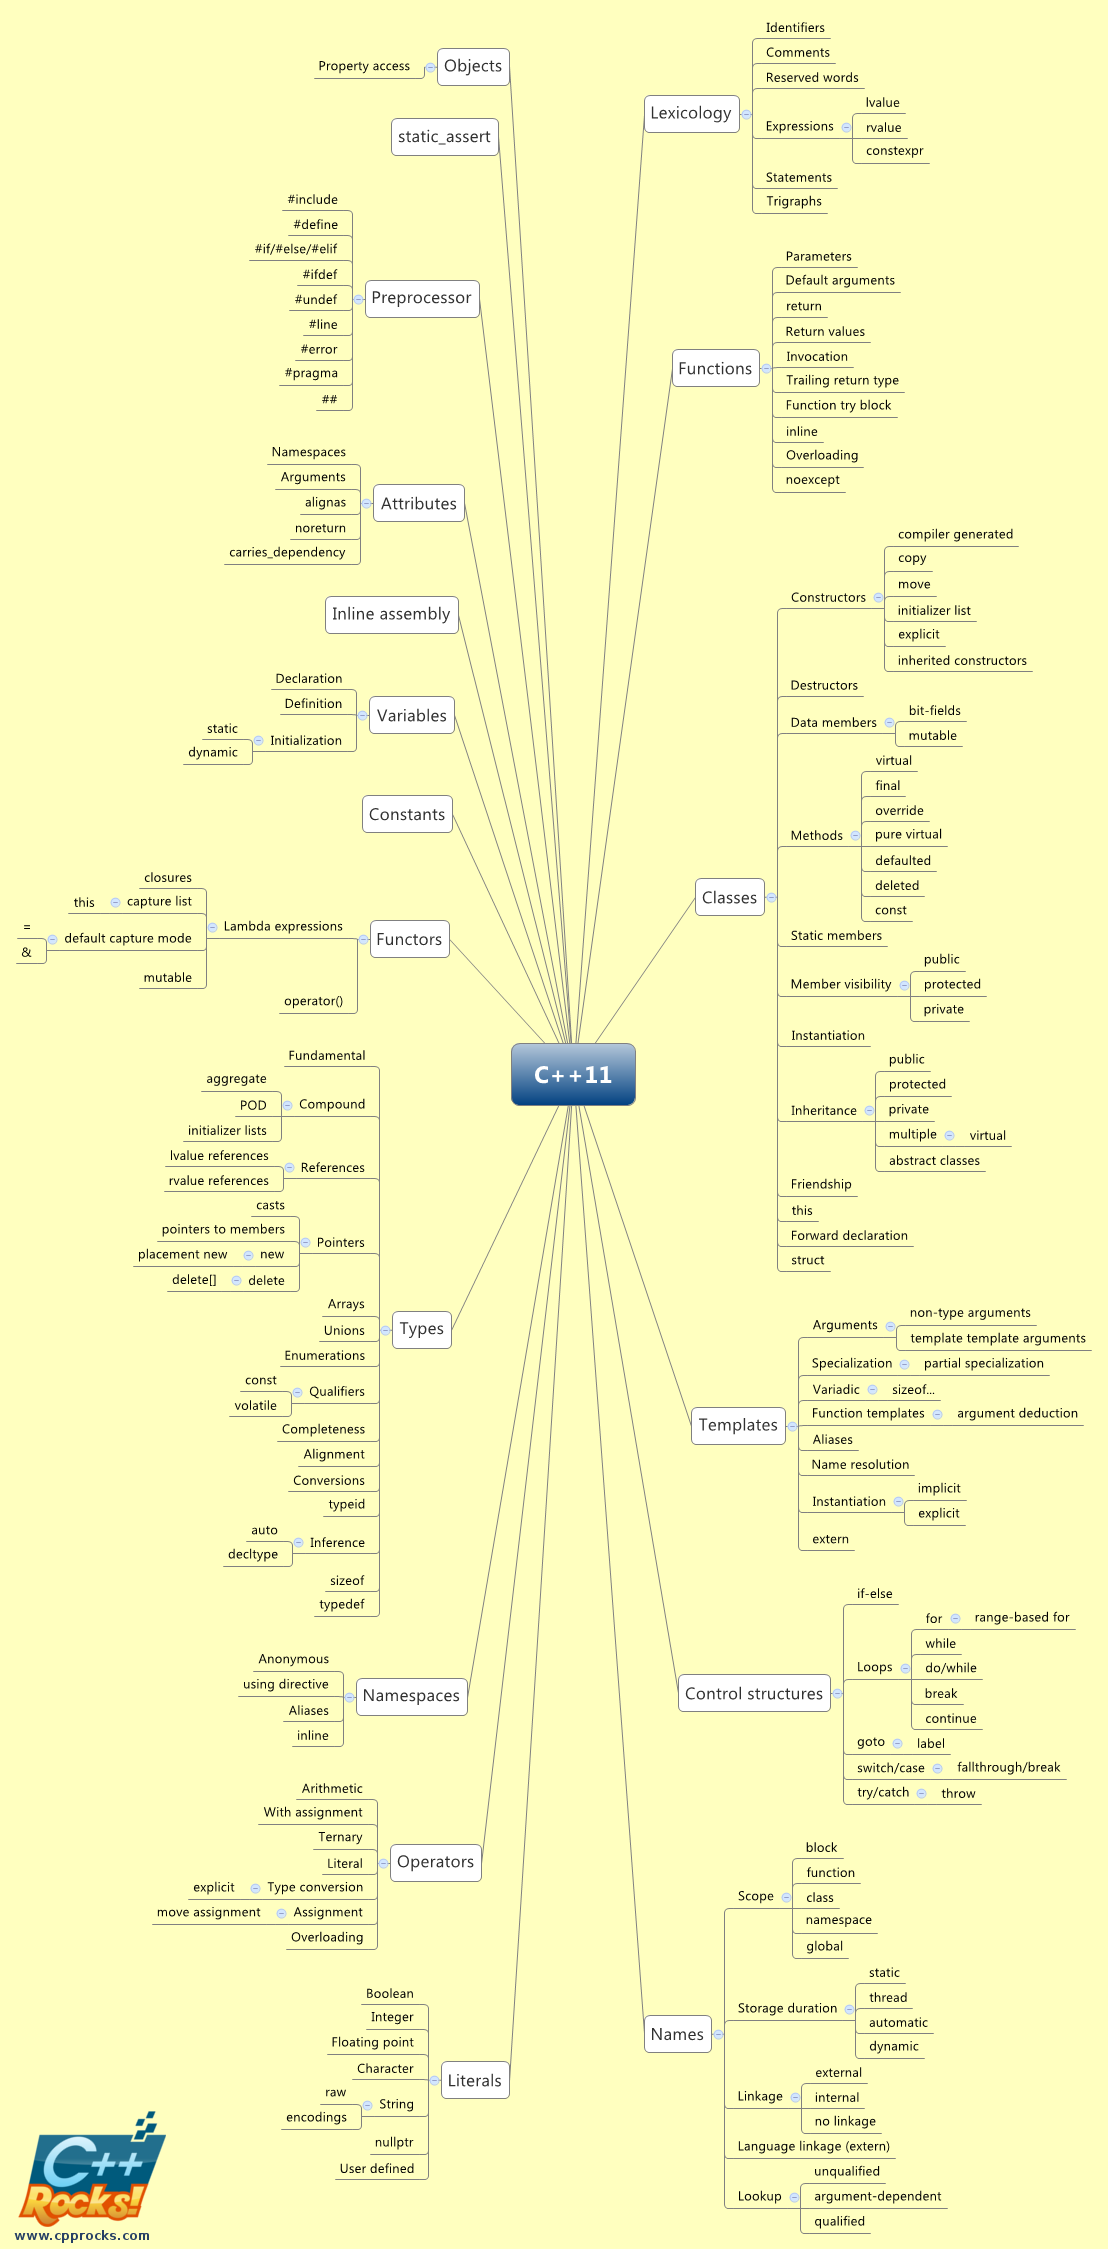 C++11
Lexicology
Identifiers
Comments
Reserved words
Expressions
lvalue
rvalue
constexpr
Statements
Trigraphs
Functions
Parameters
Default arguments
return
Return values
Invocation
Trailing return type
Function try block
inline
Overloading
noexcept
Classes
Constructors
compiler generated
copy
move
initializer list
explicit
inherited constructors
Destructors
Data members
bit-fields
mutable
Methods
virtual
final
override
pure virtual
defaulted
deleted
const
Static members
Member visibility
public
protected
private
Instantiation
Inheritance
public
protected
private
multiple
virtual
abstract classes
Friendship
this
Forward declaration
struct
Templates
Arguments
non-type arguments
template template arguments
Specialization
partial specialization
Variadic
sizeof...
Function templates
argument deduction
Aliases
Name resolution
Instantiation
implicit
explicit
extern
Control structures
if-else
Loops
for
range-based for
while
do/while
break
continue
goto
label
switch/case
fallthrough/break
try/catch
throw
Names
Scope
block
function
class
namespace
global
Storage duration
static
thread
automatic
dynamic
Linkage
external
internal
no linkage
Language linkage (extern)
Lookup
unqualified
argument-dependent
qualified
Objects
Property access
static_assert
Preprocessor
#include
#define
#if/#else/#elif
#ifdef
#undef
#line
#error
#pragma
##
Attributes
Namespaces
Arguments
alignas
noreturn
carries_dependency
Inline assembly
Variables
Declaration
Definition
Initialization
static
dynamic
Constants
Functors
Lambda expressions
closures
capture list
this
default capture mode
=
&
mutable
operator()
Types
Fundamental
Compound
aggregate
POD
initializer lists
References
lvalue references
rvalue references
Pointers
casts
pointers to members
new
placement new
delete
delete[]
Arrays
Unions
Enumerations
Qualifiers
const
volatile
Completeness
Alignment
Conversions
typeid
Inference
auto
decltype
sizeof
typedef
Namespaces
Anonymous
using directive
Aliases
inline
Operators
Arithmetic
With assignment
Ternary
Literal
Type conversion
explicit
Assignment
move assignment
Overloading
Literals
Boolean
Integer
Floating point
Character
String
raw
encodings
nullptr
User defined
C++
Rocks!
www.cpprocks.com